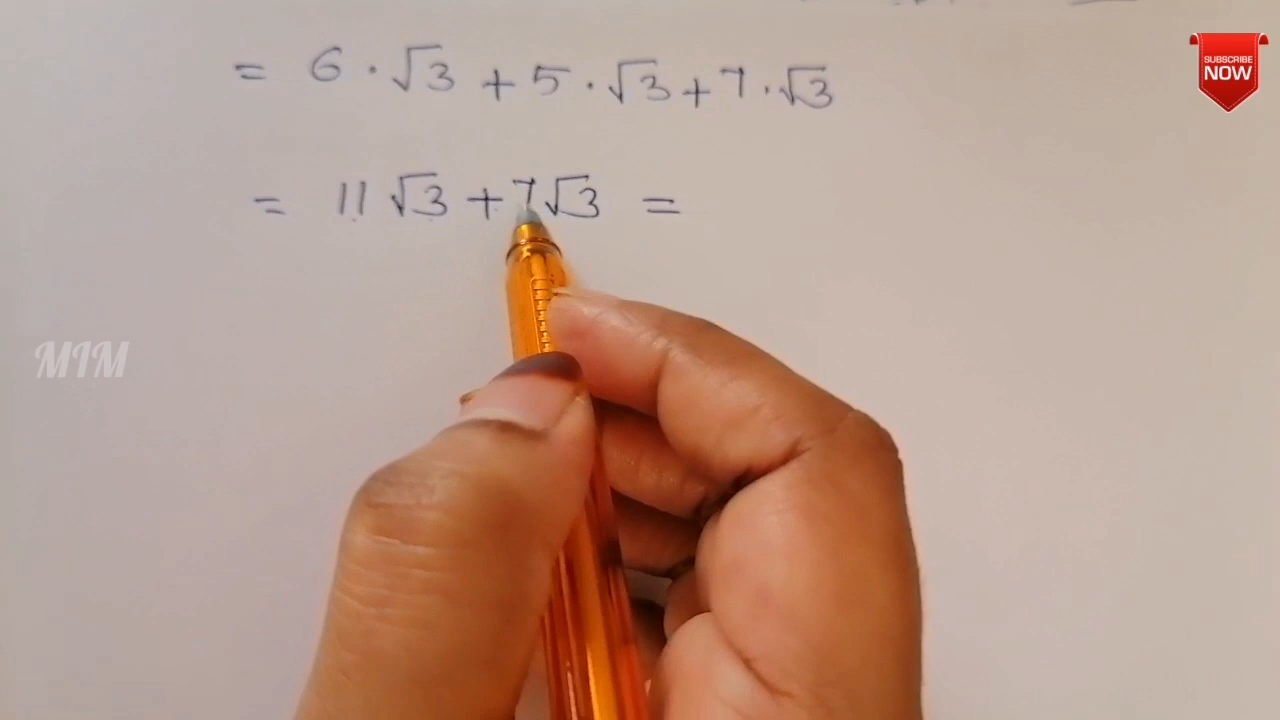 = 6 · √3 + 5 · √3 + 7 · √3
SUBSCRIBE
NOW
= 11 √3 + 7√3 =
MIM